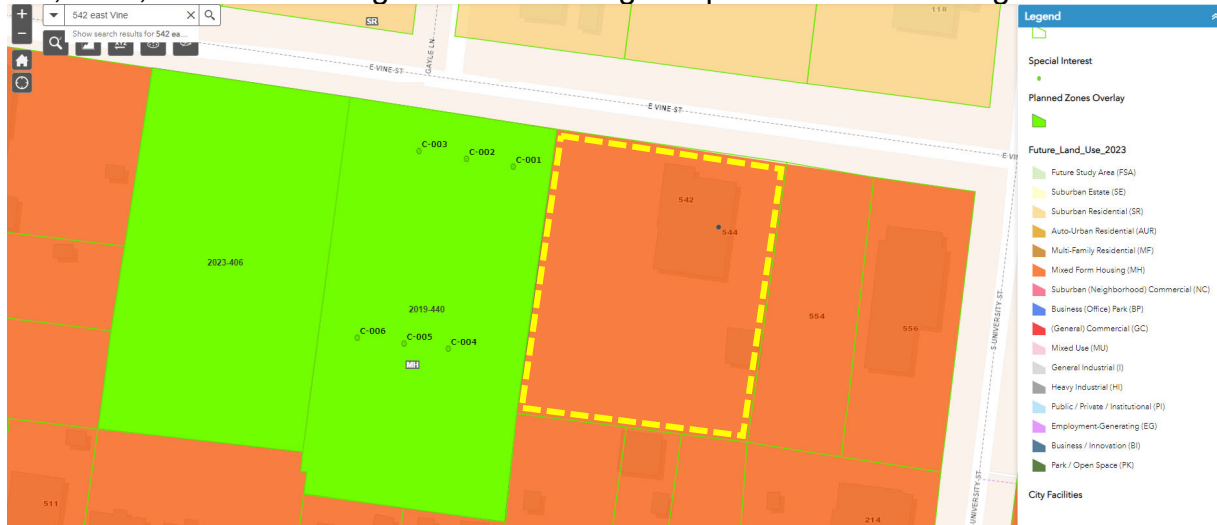 542 east Vine
Show search results for 542 ea...
SR
118
GAYLE LN
E VINE ST
E VINE ST
C-003
C-002
C-001
542
544
2023-406
2019-440
554
556
C-006
C-005
C-004
MH
511
214
S UNIVERSITY ST
UNIVERSITY ST
Legend
Special Interest
Planned Zones Overlay
Future_Land_Use_2023
Future Study Area (FSA)
Suburban Estate (SE)
Suburban Residential (SR)
Auto-Urban Residential (AUR)
Multi-Family Residential (MF)
Mixed Form Housing (MH)
Suburban (Neighborhood) Commercial (NC)
Business (Office) Park (BP)
(General) Commercial (GC)
Mixed Use (MU)
General Industrial (I)
Heavy Industrial (HI)
Public / Private / Institutional (PI)
Employment-Generating (EG)
Business / Innovation (BI)
Park / Open Space (PK)
City Facilities